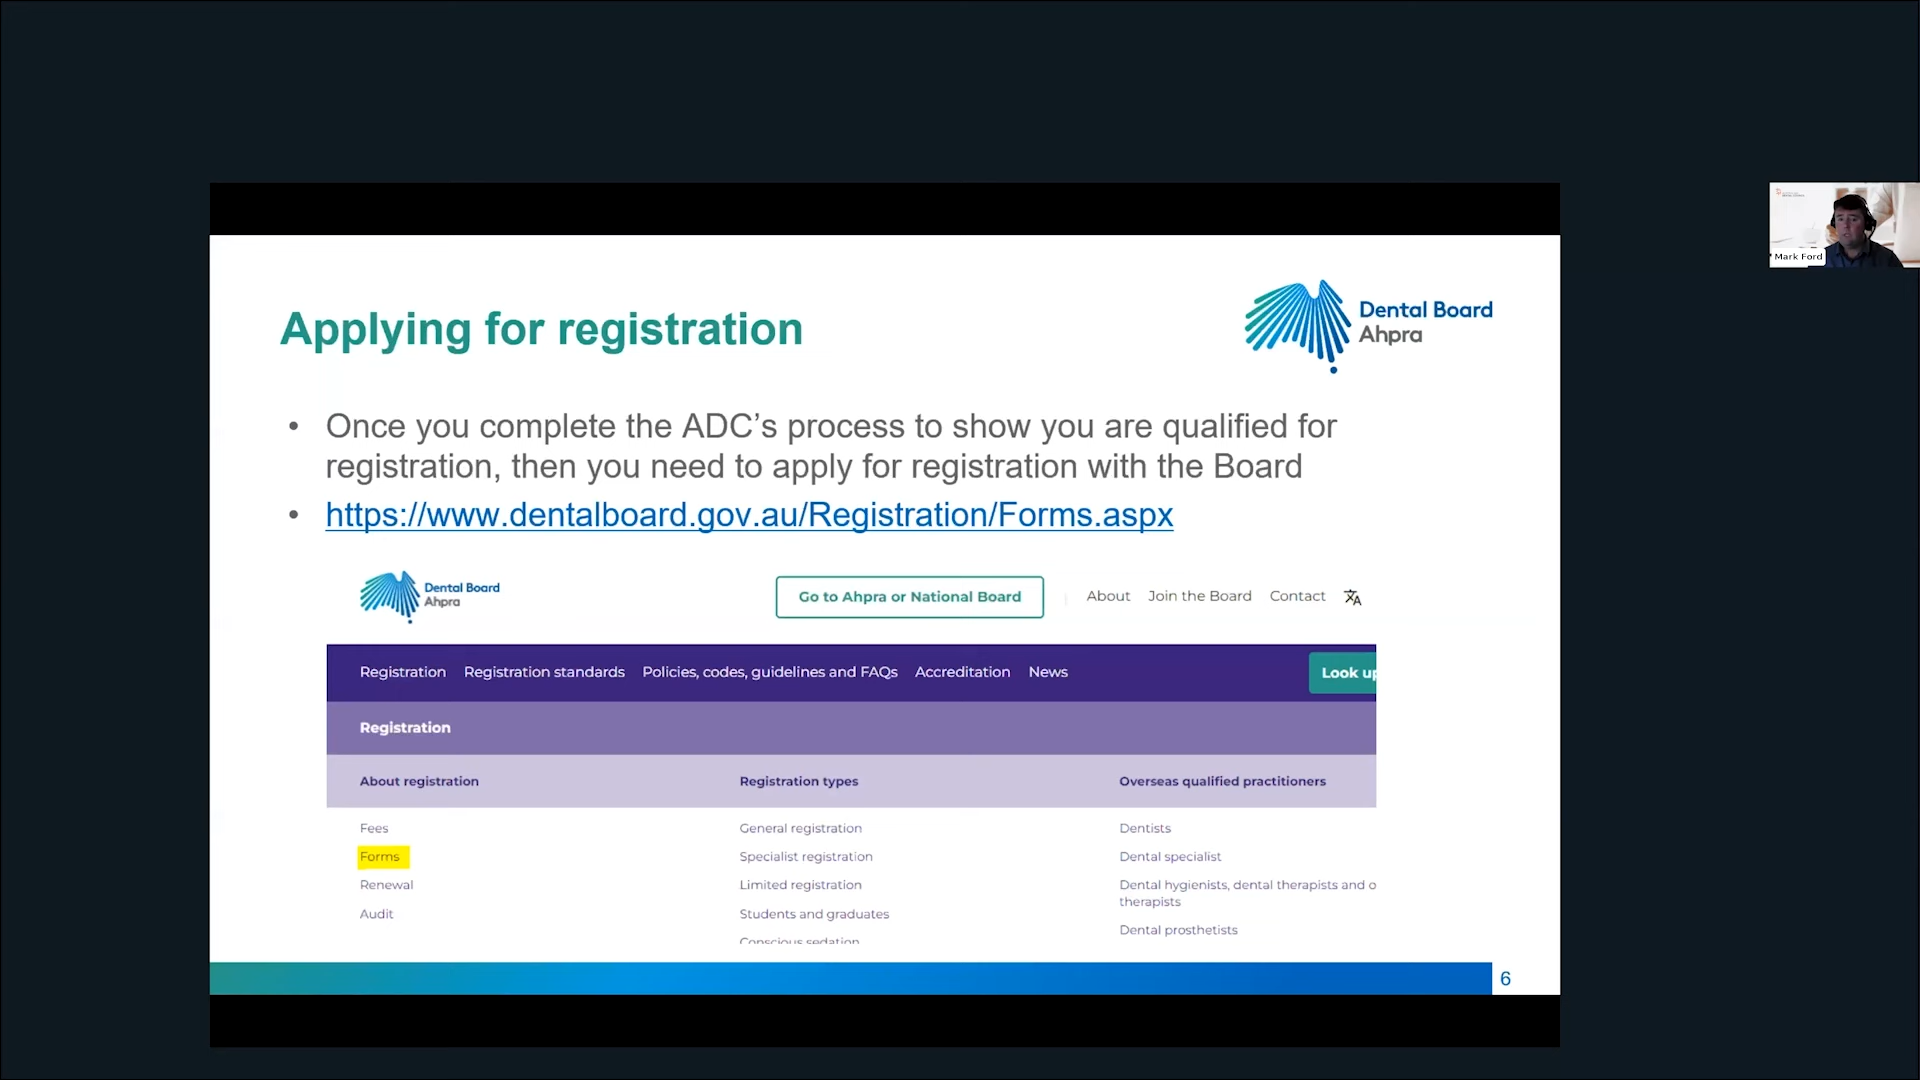 Applying for registration
Dental Board
Ahpra
• Once you complete the ADC’s process to show you are qualified for
registration, then you need to apply for registration with the Board
• https://www.dentalboard.gov.au/Registration/Forms.aspx
Dental Board
Ahpra
Go to Ahpra or National Board
About Join the Board Contact
Registration Registration standards Policies, codes, guidelines and FAQs Accreditation News
Look up
Registration
About registration Registration types Overseas qualified practitioners
Fees General registration Dentists
Forms Specialist registration Dental specialist
Renewal Limited registration Dental hygienists, dental therapists and o
therapists
Audit Students and graduates
Dental prosthetists
Conscious sedation
6
Mark Ford